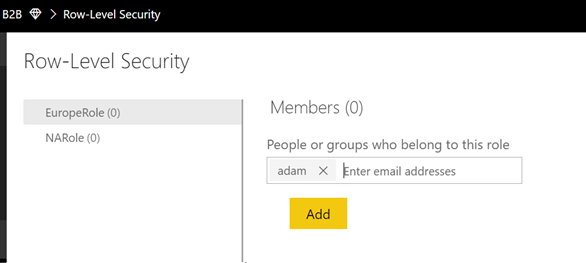 B2B > Row-Level Security
Row-Level Security
EuropeRole (0)
NARole (0)
Members (0)
People or groups who belong to this role
adam × Enter email addresses
Add